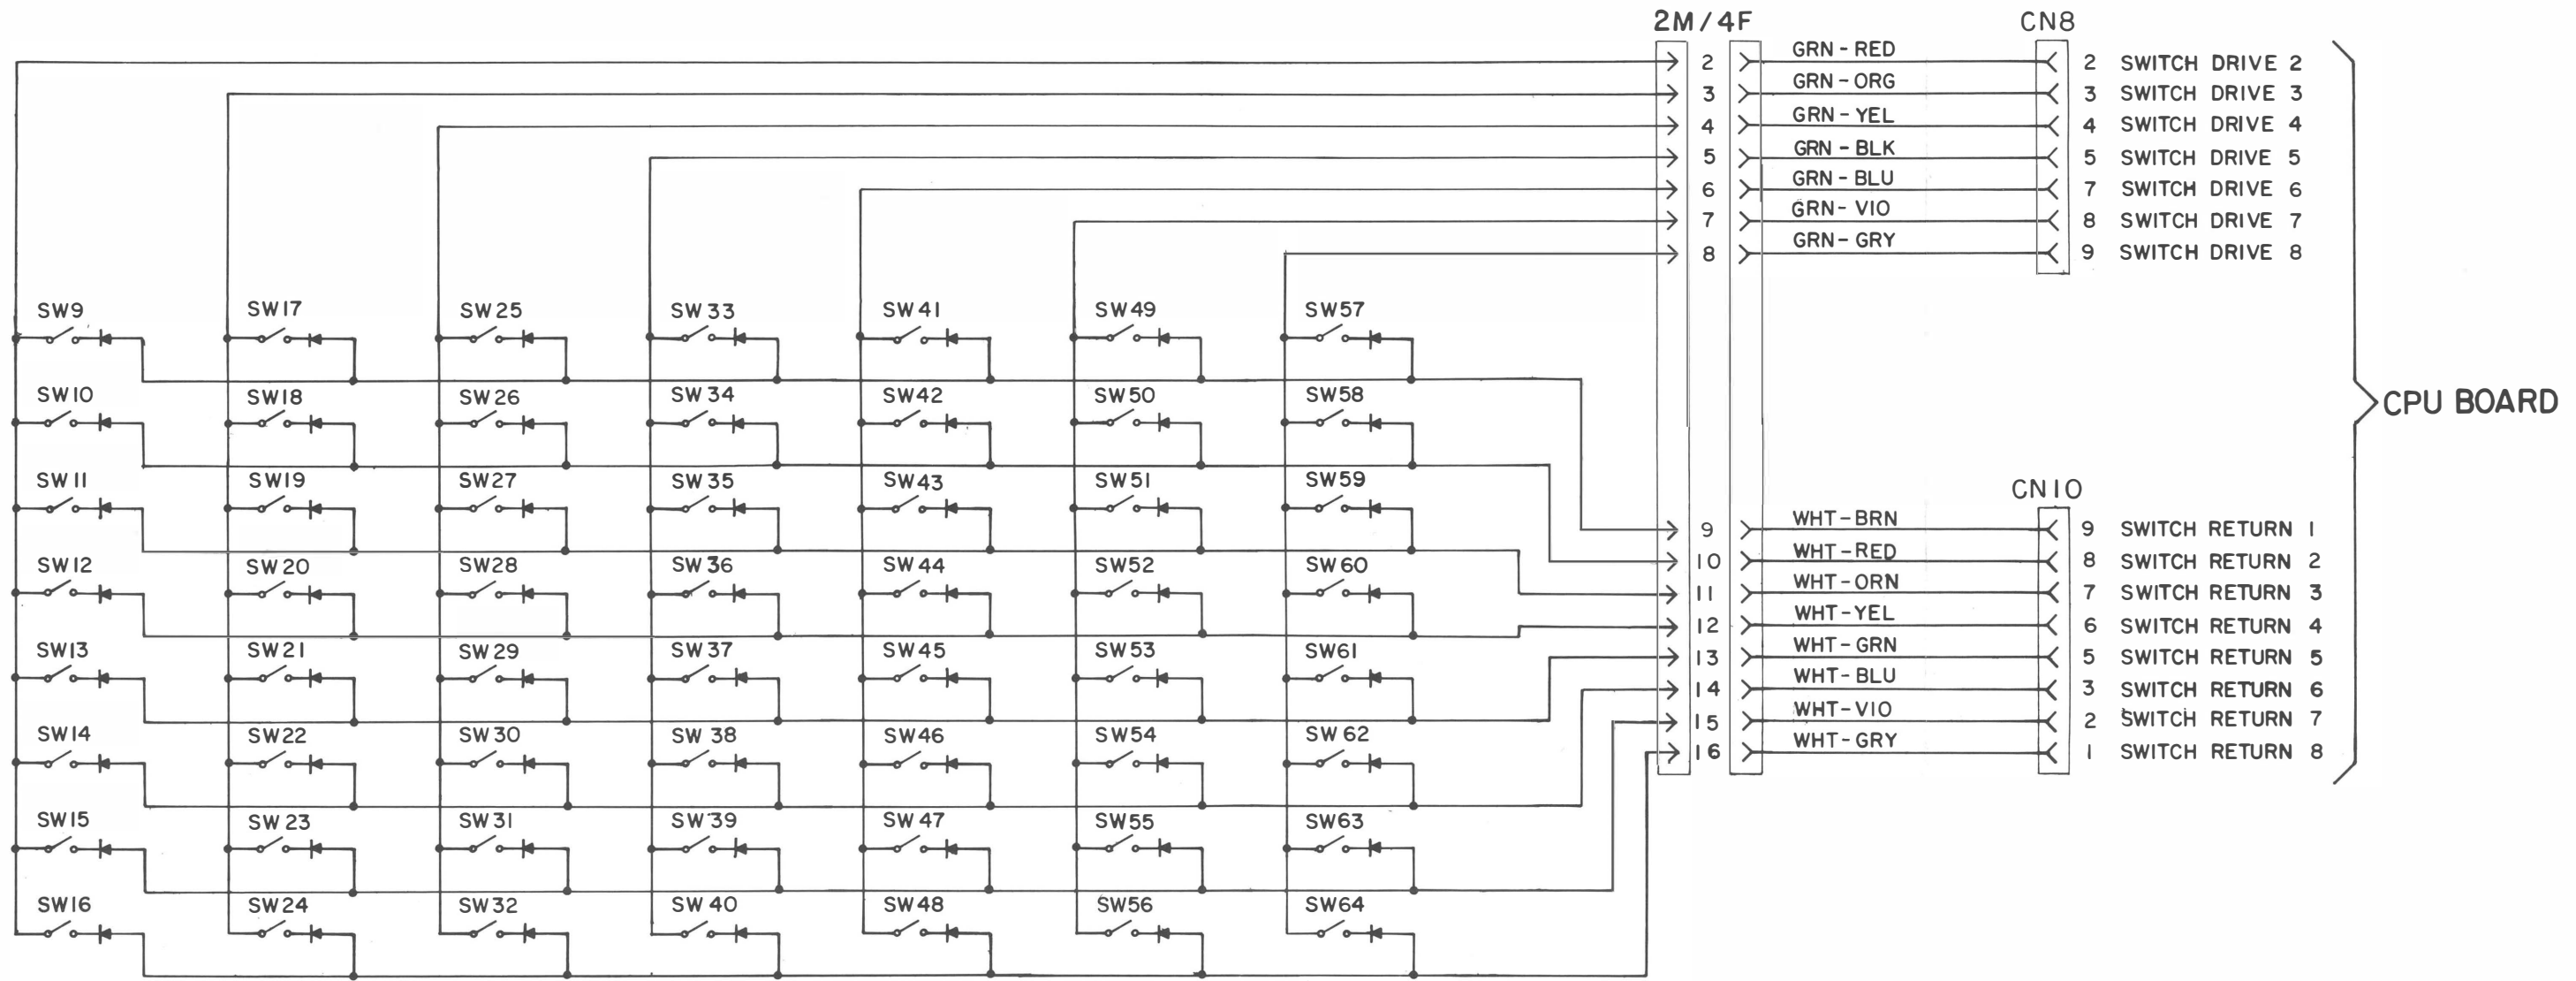 2M/4F CN8
2 GRN-RED 2 SWITCH DRIVE 2
3 GRN-ORG 3 SWITCH DRIVE 3
4 GRN-YEL 4 SWITCH DRIVE 4
5 GRN-BLK 5 SWITCH DRIVE 5
6 GRN-BLU 7 SWITCH DRIVE 6
7 GRN-VIO 8 SWITCH DRIVE 7
8 GRN-GRY 9 SWITCH DRIVE 8
SW9 SW17 SW25 SW33 SW41 SW49 SW57
SW10 SW18 SW26 SW34 SW42 SW50 SW58
CPU BOARD
SW11 SW19 SW27 SW35 SW43 SW51 SW59
CN10
9 WHT-BRN 9 SWITCH RETURN 1
10 WHT-RED 8 SWITCH RETURN 2
SW12 SW20 SW28 SW36 SW44 SW52 SW60
11 WHT-ORN 7 SWITCH RETURN 3
12 WHT-YEL 6 SWITCH RETURN 4
SW13 SW21 SW29 SW37 SW45 SW53 SW61
13 WHT-GRN 5 SWITCH RETURN 5
14 WHT-BLU 3 SWITCH RETURN 6
15 WHT-VIO 2 SWITCH RETURN 7
SW14 SW22 SW30 SW38 SW46 SW54 SW62
16 WHT-GRY 1 SWITCH RETURN 8
SW15 SW23 SW31 SW39 SW47 SW55 SW63
SW16 SW24 SW32 SW40 SW48 SW56 SW64